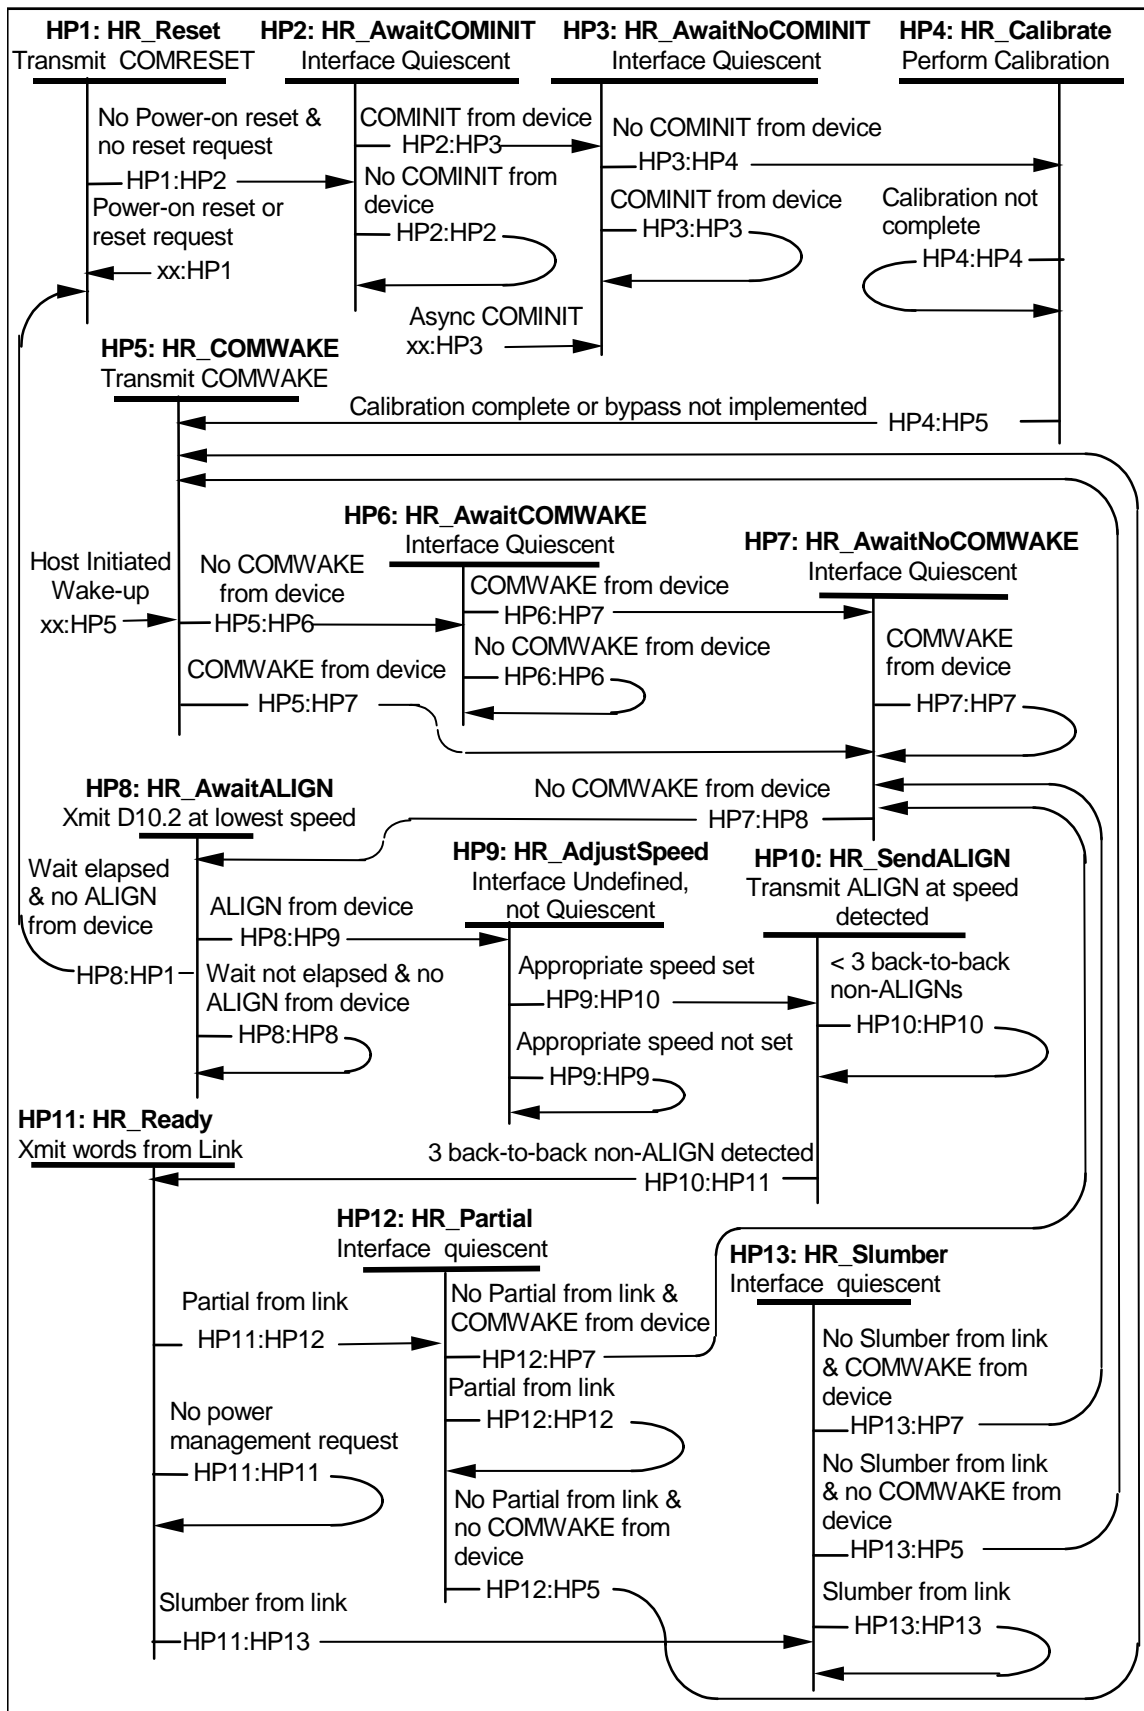 HP1: HR_Reset
Transmit COMRESET
HP2: HR_AwaitCOMINIT
Interface Quiescent
HP3: HR_AwaitNoCOMINIT
Interface Quiescent
HP4: HR_Calibrate
Perform Calibration
No Power-on reset &
no reset request
HP1:HP2
Power-on reset or
reset request
xx:HP1
COMINIT from device
HP2:HP3
No COMINIT from
device
HP2:HP2
No COMINIT from device
HP3:HP4
COMINIT from device
HP3:HP3
Async COMINIT
xx:HP3
Calibration not
complete
HP4:HP4
HP5: HR_COMWAKE
Transmit COMWAKE
Calibration complete or bypass not implemented
HP4:HP5
Host Initiated
Wake-up
xx:HP5
No COMWAKE
from device
HP5:HP6
COMWAKE from device
HP5:HP7
HP6: HR_AwaitCOMWAKE
Interface Quiescent
COMWAKE from device
HP6:HP7
No COMWAKE from device
HP6:HP6
HP7: HR_AwaitNoCOMWAKE
Interface Quiescent
COMWAKE
from device
HP7:HP7
No COMWAKE from device
HP7:HP8
HP8: HR_AwaitALIGN
Xmit D10.2 at lowest speed
Wait elapsed
& no ALIGN
from device
HP8:HP1
ALIGN from device
HP8:HP9
Wait not elapsed & no
ALIGN from device
HP8:HP8
HP9: HR_AdjustSpeed
Interface Undefined,
not Quiescent
Appropriate speed set
HP9:HP10
Appropriate speed not set
HP9:HP9
HP10: HR_SendALIGN
Transmit ALIGN at speed
detected
< 3 back-to-back
non-ALIGNs
HP10:HP10
3 back-to-back non-ALIGN detected
HP10:HP11
HP11: HR_Ready
Xmit words from Link
Partial from link
HP11:HP12
No power
management request
HP11:HP11
Slumber from link
HP11:HP13
HP12: HR_Partial
Interface quiescent
No Partial from link &
COMWAKE from device
HP12:HP7
Partial from link
HP12:HP12
No Partial from link &
no COMWAKE from
device
HP12:HP5
HP13: HR_Slumber
Interface quiescent
No Slumber from link
& COMWAKE from
device
HP13:HP7
No Slumber from link
& no COMWAKE from
device
HP13:HP5
Slumber from link
HP13:HP13